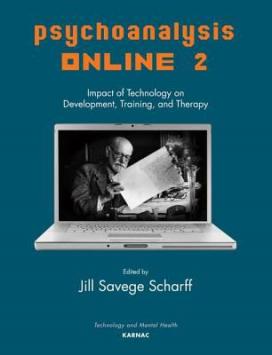 psychoanalysis
ONLINE 2
Impact of Technology on
Development, Training, and Therapy
Edited by
Jill Savege Scharff
Technology and Mental Health
KARNAC